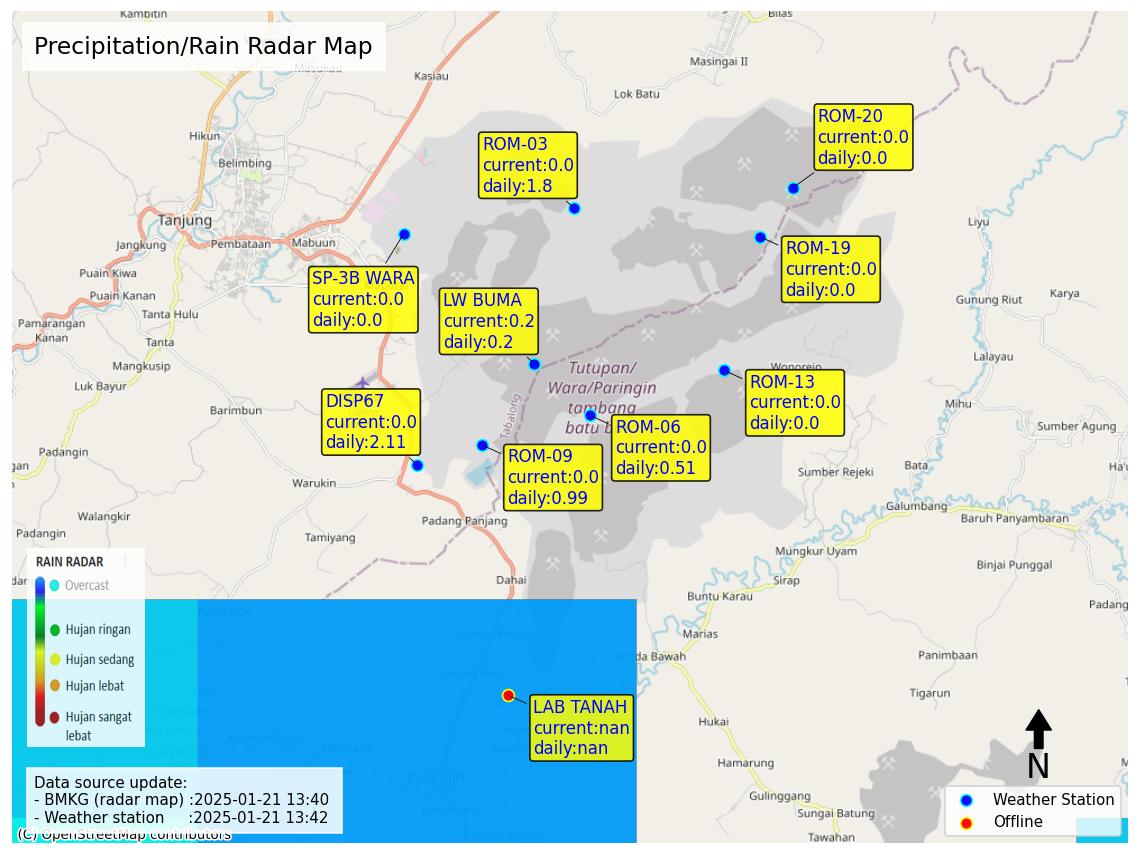 Kambitin
Bilas
Precipitation/Rain Radar Map
Masukau
Kasiau
Masingai II
Lok Batu
ROM-20
current:0.0
daily:0.0
ROM-03
current:0.0
daily:1.8
Hikun
Belimbing
Tanjung
Jangkung
Pembataan
Mabuun
Liyu
ROM-19
current:0.0
daily:0.0
SP-3B WARA
current:0.0
daily:0.0
Puain Kiwa
Puain Kanan
Tanta Hulu
LW BUMA
current:0.2
daily:0.2
Gunung Riut
Karya
Pamarangan
Kanan
Tanta
Mangkusip
Luk Bayur
Lalayau
Tutupan/
Wara/Paringin
tambang
batu b
Wonorejo
ROM-13
current:0.0
daily:0.0
Tabalong
DISP67
current:0.0
daily:2.11
Barimbun
Mihu
ROM-06
current:0.0
daily:0.51
Sumber Agung
ROM-09
current:0.0
daily:0.99
gan
Warukin
Sumber Rejeki
Bata
Galumbang
Baruh Panyambaran
Walangkir
Padangin
Padang Panjang
Tamiyang
Mungkur Uyam
Binjai Punggal
Dahai
Sirap
Buntu Karau
Padang
RAIN RADAR
Overcast
Hujan ringan
Hujan sedang
Hujan lebat
Hujan sangat
lebat
Marias
Panimbaan
Tigarun
LAB TANAH
current:nan
daily:nan
Hukai
Hamarung
Paringin
Gulinggang
Sungai Batung
Tawahan
N
Data source update:
- BMKG (radar map) :2025-01-21 13:40
- Weather station :2025-01-21 13:42
(C) OpenStreetMap contributors
Weather Station
Offline